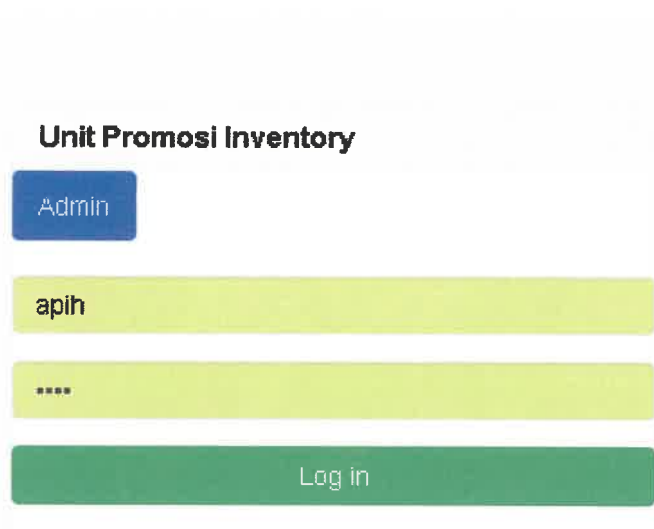 Unit Promosi Inventory
Admin
apih
••••
Log in